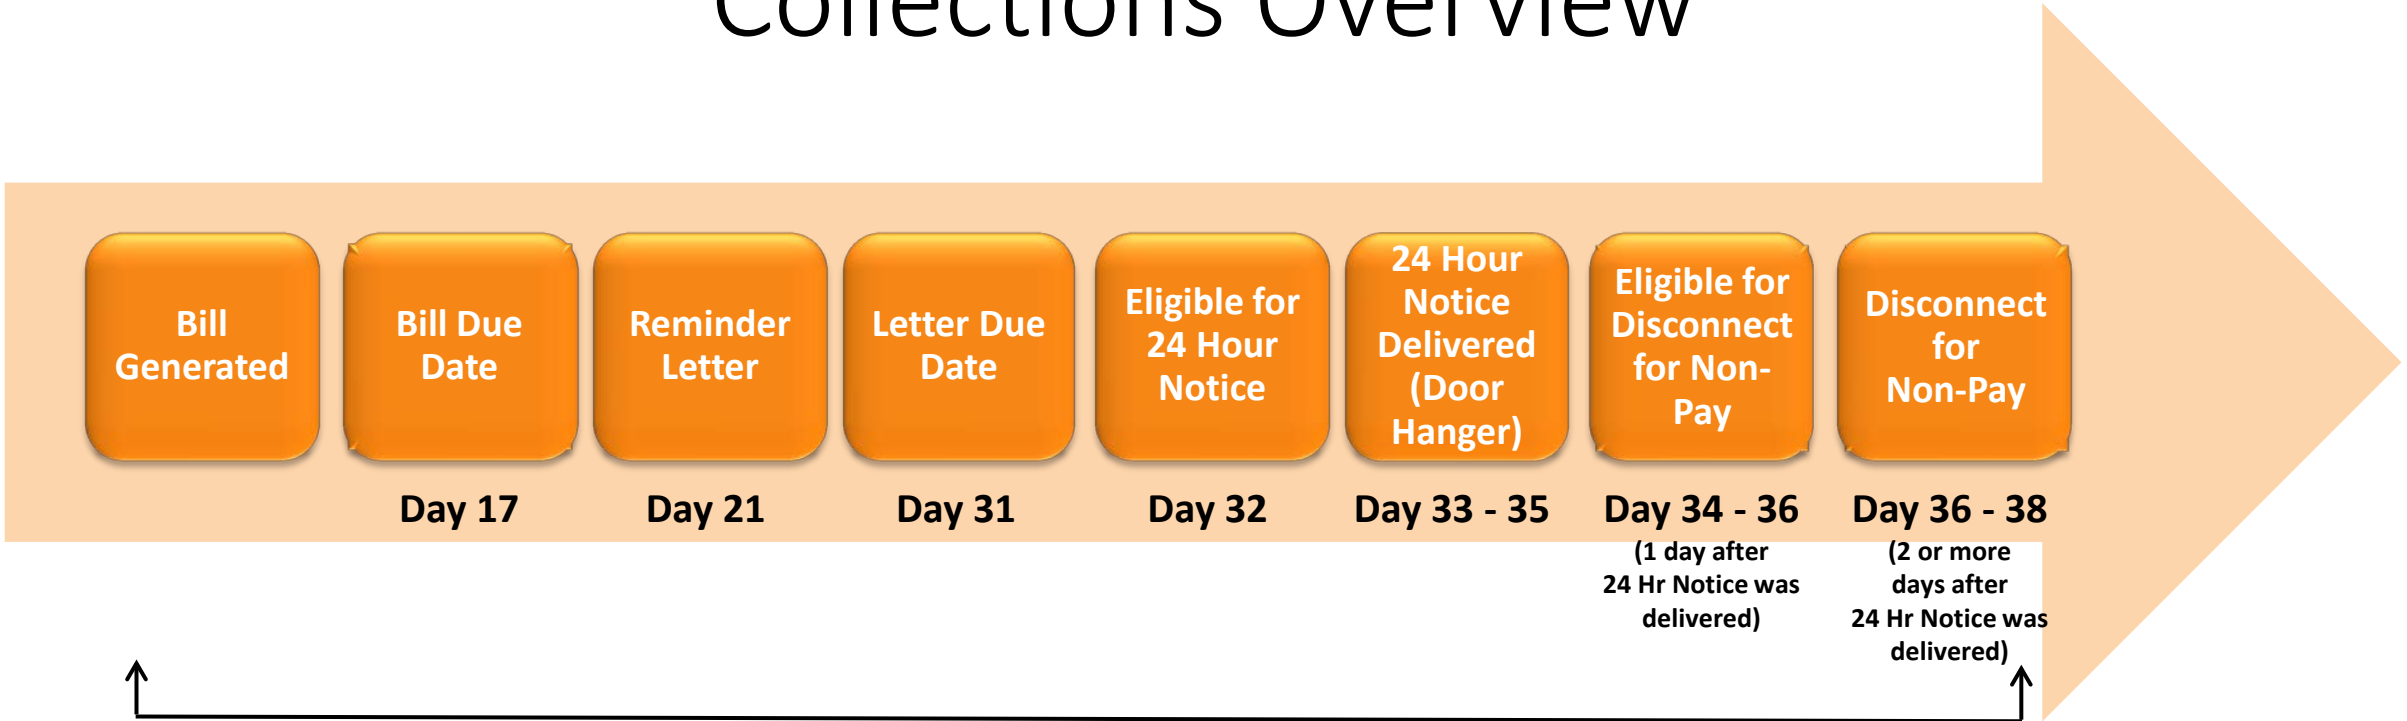 Collections Overview
Bill
Generated
Bill Due
Date
Reminder
Letter
Letter Due
Date
Eligible for
24 Hour
Notice
24 Hour
Notice
Delivered
(Door
Hanger)
Eligible for
Disconnect
for Non-
Pay
Disconnect
for
Non-Pay
Day 17
Day 21
Day 31
Day 32
Day 33 - 35
Day 34 - 36
(1 day after
24 Hr Notice was
delivered)
Day 36 - 38
(2 or more
days after
24 Hr Notice was
delivered)